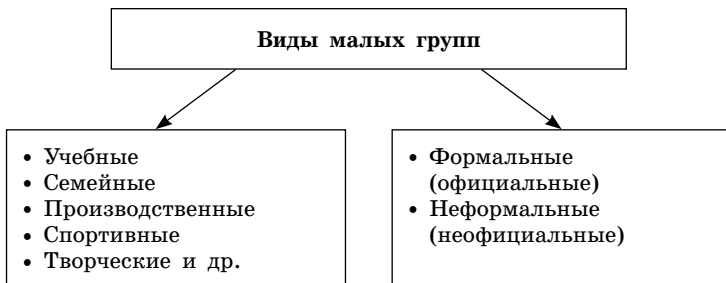 Виды малых групп
• Учебные
• Семейные
• Производственные
• Спортивные
• Творческие и др.
• Формальные
(официальные)
• Неформальные
(неофициальные)